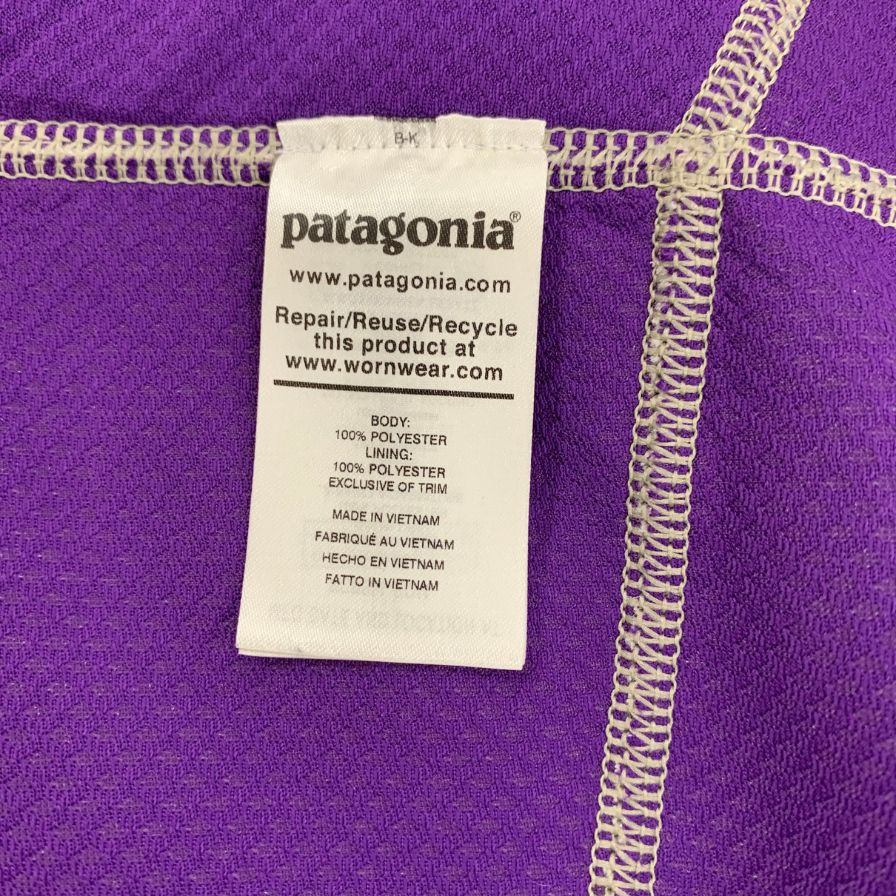 B-K
patagonia®
www.patagonia.com
Repair/Reuse/Recycle
this product at
www.wornwear.com
BODY:
100% POLYESTER
LINING:
100% POLYESTER
EXCLUSIVE OF TRIM
MADE IN VIETNAM
FABRIQUÉ AU VIETNAM
HECHO EN VIETNAM
FATTO IN VIETNAM